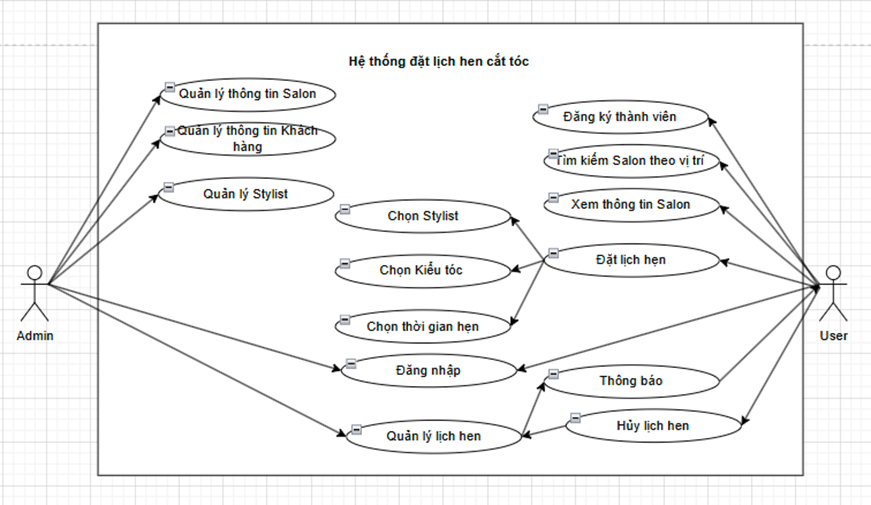 Hệ thống đặt lịch hen cắt tóc
Quản lý thông tin Salon
Quản lý thông tin Khách
hàng
Quản lý Stylist
Đăng ký thành viên
Tìm kiếm Salon theo vị trí
Xem thông tin Salon
Chọn Stylist
Đặt lịch hẹn
Chọn Kiểu tóc
Chọn thời gian hẹn
Admin
User
Đăng nhập
Thông báo
Hủy lịch hen
Quản lý lịch hen